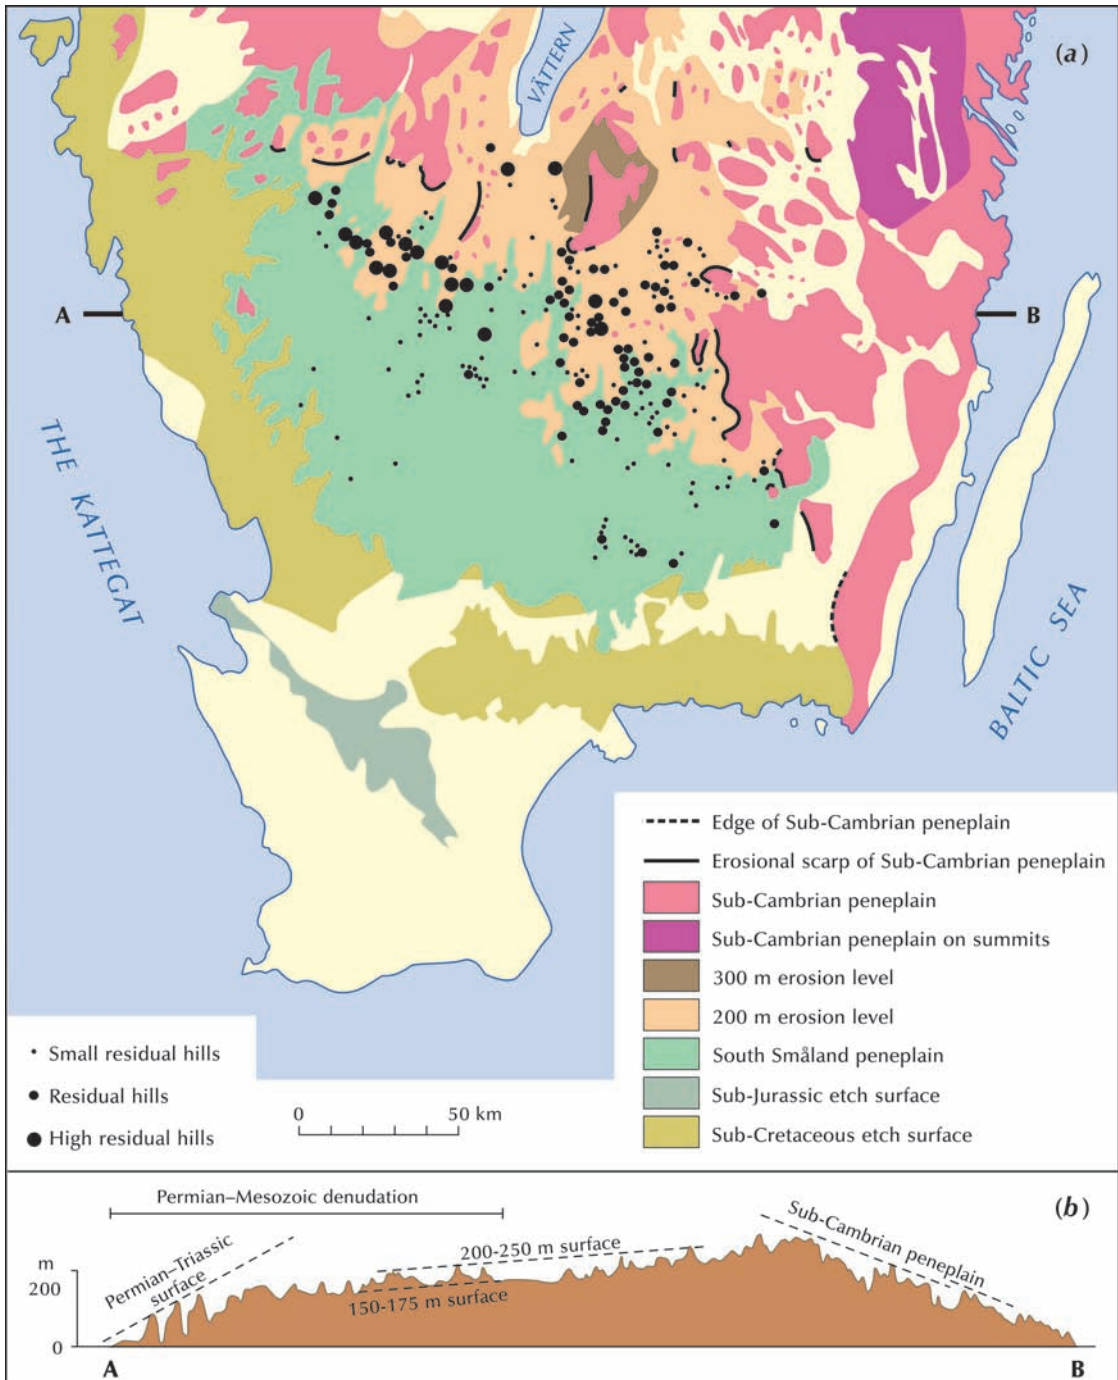 (a)
VÄTTERN
A
B
THE KATTEGAT
BALTIC SEA
Edge of Sub-Cambrian peneplain
Erosional scarp of Sub-Cambrian peneplain
Sub-Cambrian peneplain
Sub-Cambrian peneplain on summits
300 m erosion level
200 m erosion level
South Småland peneplain
Sub-Jurassic etch surface
Sub-Cretaceous etch surface
Small residual hills
Residual hills
High residual hills
0 50 km
(b)
Permian–Mesozoic denudation
Permian–Triassic
surface
200-250 m surface
150-175 m surface
Sub-Cambrian peneplain
m
200
0
A
B